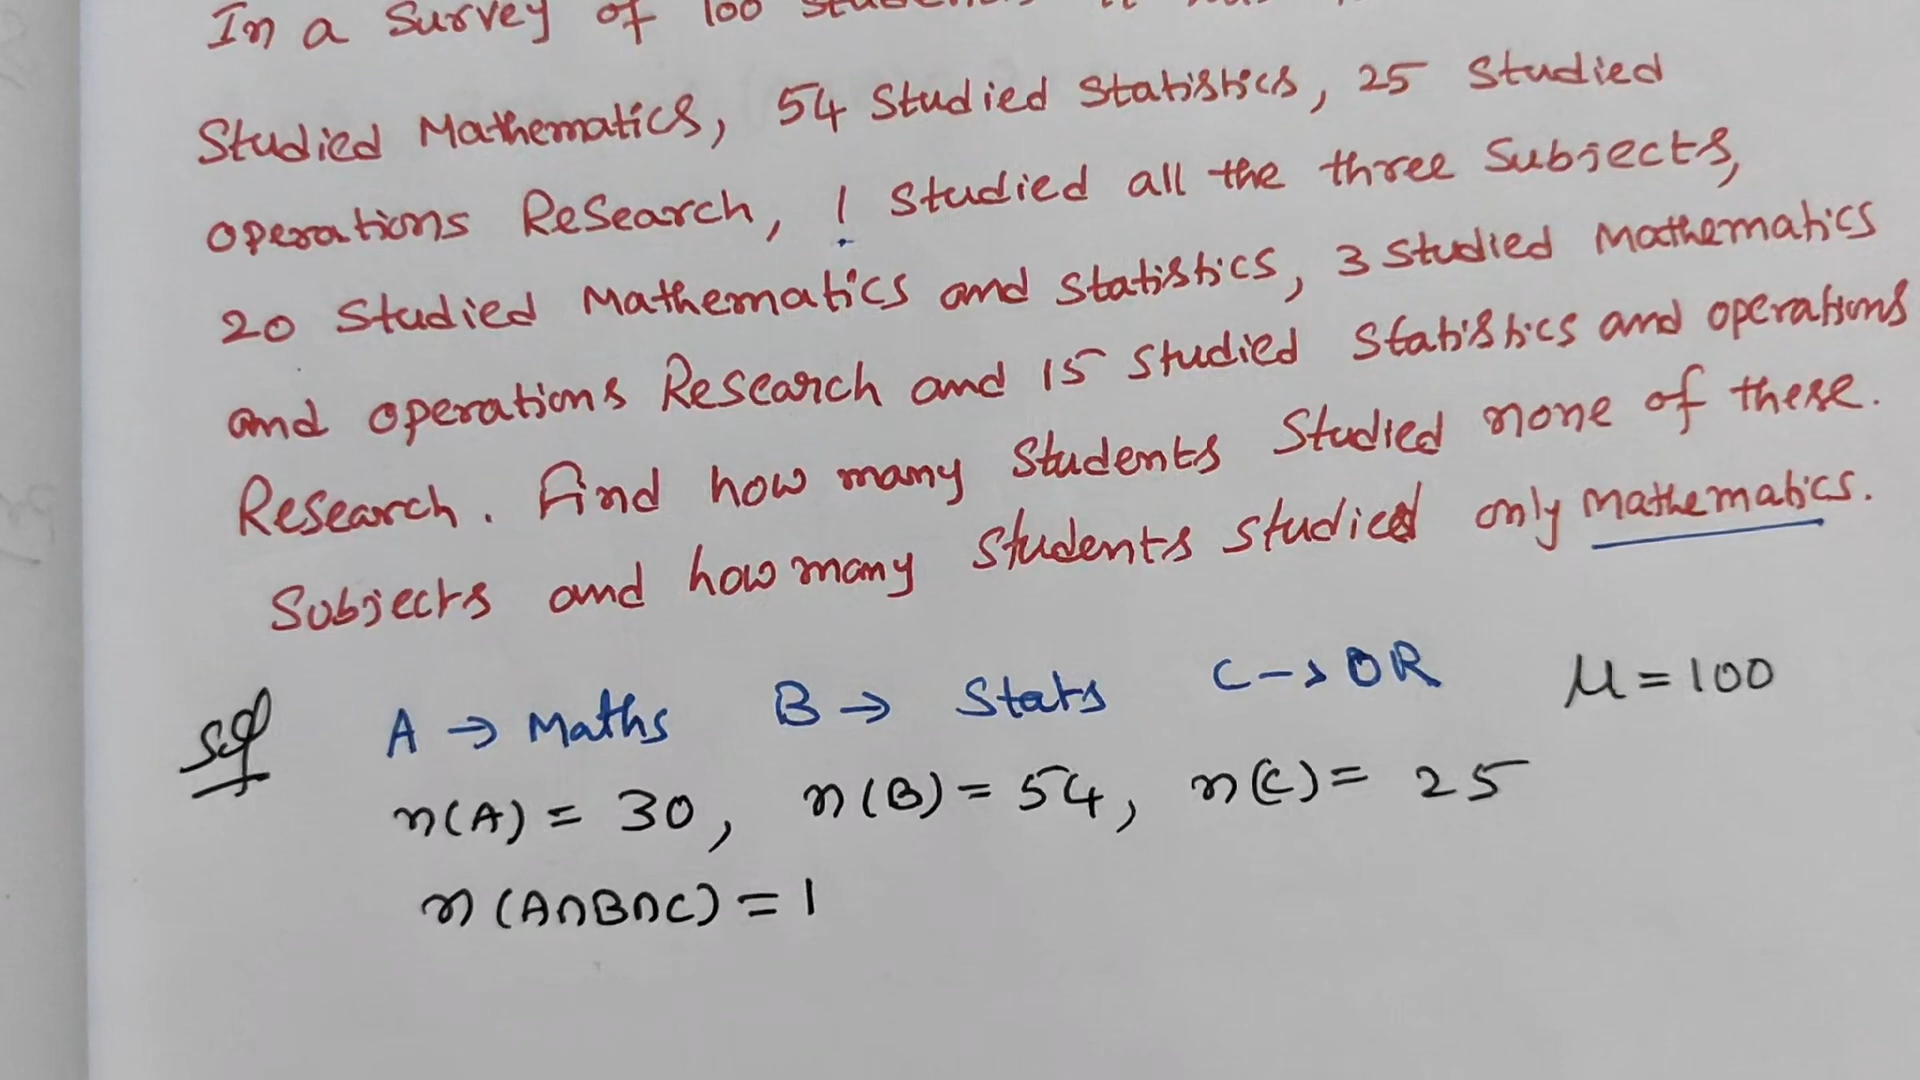 In a Survey of 100
Studied Mathematics, 54 Studied Statistics, 25 Studied
Operations Research, 1 Studied all the three Subjects,
20 Studied Mathematics and Statistics, 3 Studied Mathematics
and operations Research and 15 Studied Statistics and operations
Research. Find how many Students Studied none of these.
Subjects and how many Students Studied only Mathematics.
Sol A → Maths B → Stats C → OR μ = 100
n(A) = 30, n(B) = 54, n(C) = 25
n(A∩B∩C) = 1